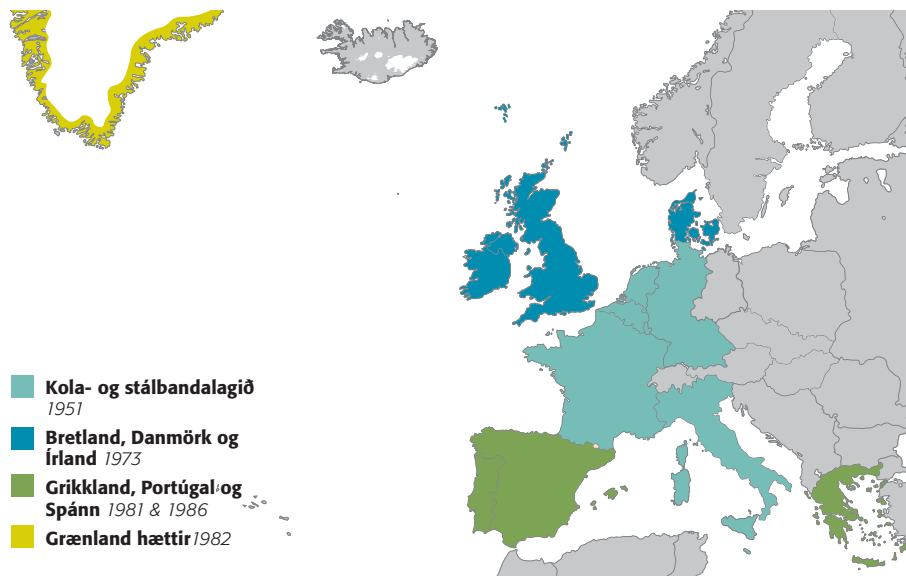 Kola- og stálbandalagið
1951
Bretland, Danmörk og
Írland 1973
Grikkland, Portúgal og
Spánn 1981 & 1986
Grænland hættir 1982